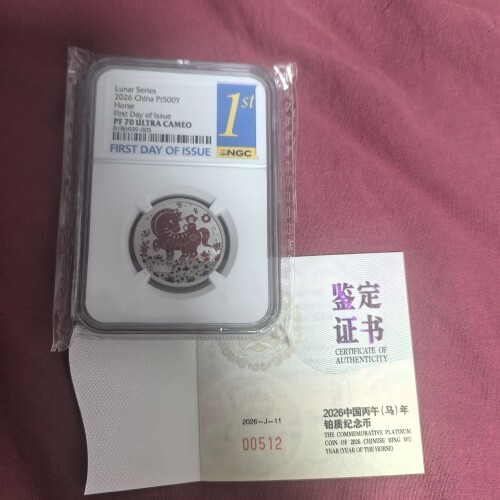 Lunar Series
2026 China Pt500Y
Horse
First Day of Issue
PF 70 ULTRA CAMEO
8186939-005
FIRST DAY OF ISSUE
1st
NGC
鉴定
证书
CERTIFICATE OF
AUTHENTICITY
2026-J-11
00512
2026中国丙午(马)年
铂质纪念币
THE COMMEMORATIVE PLATINUM
COIN OF 2026 CHINESE BING WU
YEAR (YEAR OF THE HORSE)